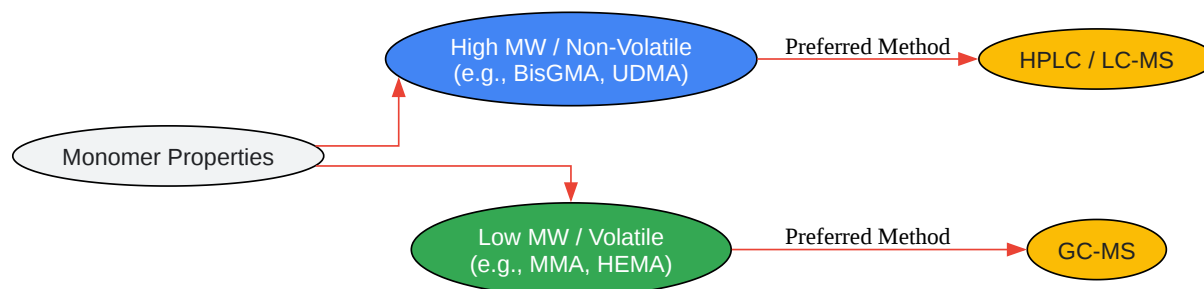 High MW / Non-Volatile
(e.g., BisGMA, UDMA)
Preferred Method
HPLC / LC-MS
Monomer Properties
Low MW / Volatile
(e.g., MMA, HEMA)
Preferred Method
GC-MS